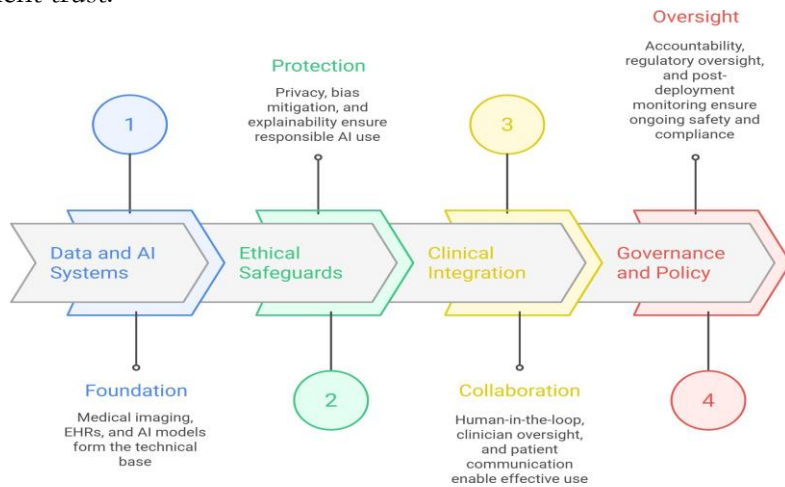 Oversight
Accountability,
regulatory oversight,
and post-
deployment
monitoring ensure
ongoing safety and
compliance
Protection
Privacy, bias
mitigation, and
explainability ensure
responsible AI use
1
3
Data and AI
Systems
Ethical
Safeguards
Clinical
Integration
Governance
and Policy
Foundation
Medical imaging,
EHRs, and AI models
form the technical
base
2
Collaboration
Human-in-the-loop,
clinician oversight,
and patient
communication
enable effective use
4